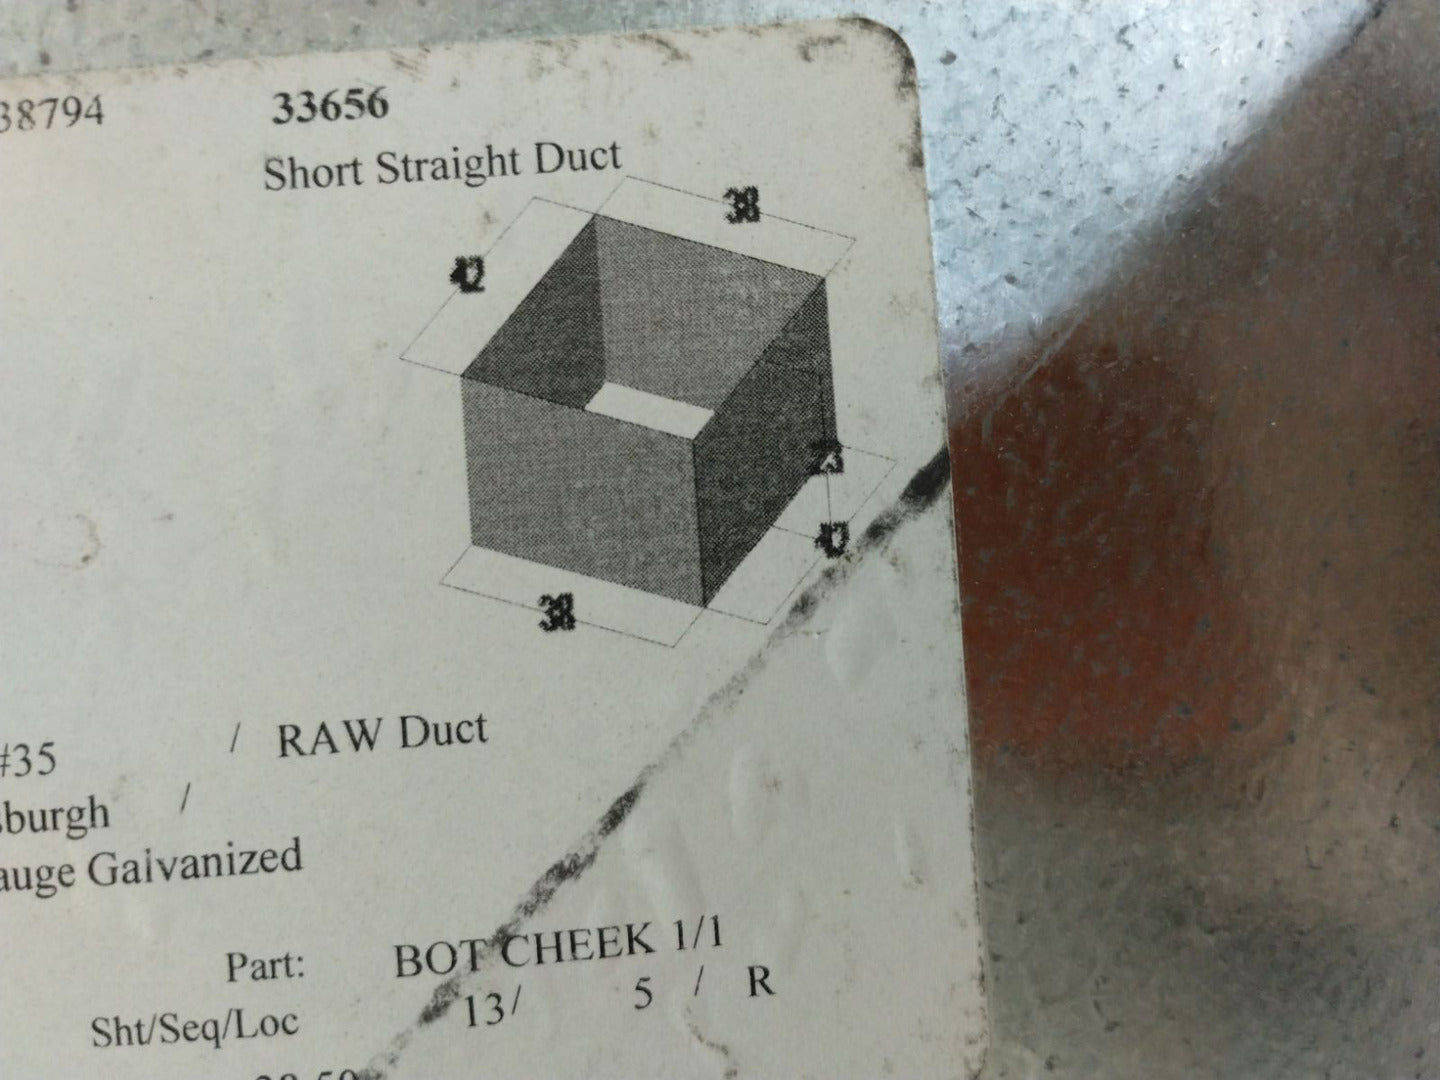 38794 33656
Short Straight Duct
38
42
23
42
38
#35 / RAW Duct
sburgh /
auge Galvanized
Part: BOT CHEEK 1/1
Sht/Seq/Loc 13/ 5 / R